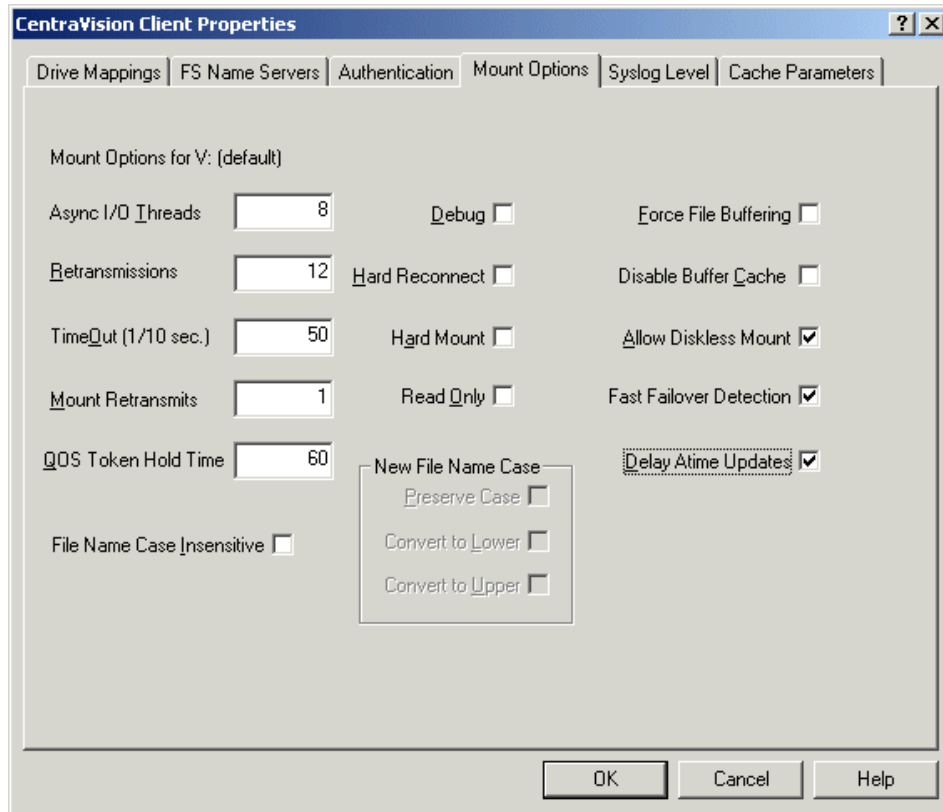 CentraVision Client Properties
Drive Mappings FS Name Servers Authentication Mount Options Syslog Level Cache Parameters
Mount Options for V: (default)
Async I/O Threads 8 Debug Force File Buffering
Retransmissions 12 Hard Reconnect Disable Buffer Cache
TimeOut (1/10 sec.) 50 Hard Mount Allow Diskless Mount
Mount Retransmits 1 Read Only Fast Failover Detection
QOS Token Hold Time 60 New File Name Case Delay Atime Updates
Preserve Case
File Name Case Insensitive Convert to Lower
Convert to Upper
OK Cancel Help